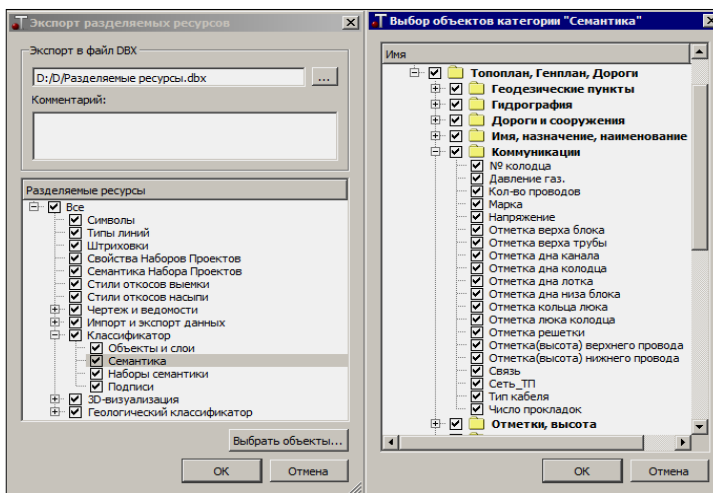 Экспорт разделяемых ресурсов
Экспорт в файл DBX
D:/D/Разделяемые ресурсы.dbx
...
Комментарий:
Разделяемые ресурсы
Все
Символы
Типы линий
Штриховки
Свойства Наборов Проектов
Семантика Набора Проектов
Стили откосов выемки
Стили откосов насыпи
Чертеж и ведомости
Импорт и экспорт данных
Классификатор
Объекты и слои
Семантика
Наборы семантики
Подписи
3D-визуализация
Геологический классификатор
Выбрать объекты...
OK
Отмена
Выбор объектов категории "Семантика"
Имя
Топоплан, Генплан, Дороги
Геодезические пункты
Гидрография
Дороги и сооружения
Имя, назначение, наименование
Коммуникации
№ колодца
Давление газ.
Кол-во проводов
Марка
Напряжение
Отметка верха блока
Отметка верха трубы
Отметка дна канала
Отметка дна колодца
Отметка дна лотка
Отметка дна низа блока
Отметка кольца люка
Отметка люка колодца
Отметка решетки
Отметка(высота) верхнего провода
Отметка(высота) нижнего провода
Связь
Сеть_ТП
Тип кабеля
Число прокладок
Отметки, высота
OK
Отмена